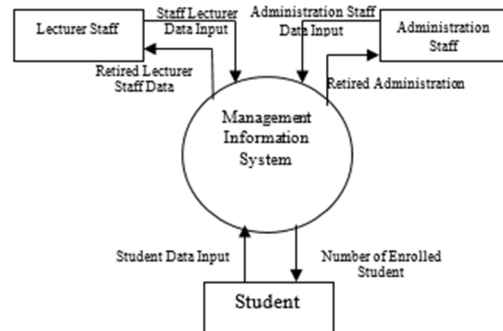 Lecturer Staff
Staff Lecturer
Data Input
Administration Staff
Data Input
Administration
Staff
Retired Lecturer
Staff Data
Retired Administration
Management
Information
System
Student Data Input
Number of Enrolled
Student
Student